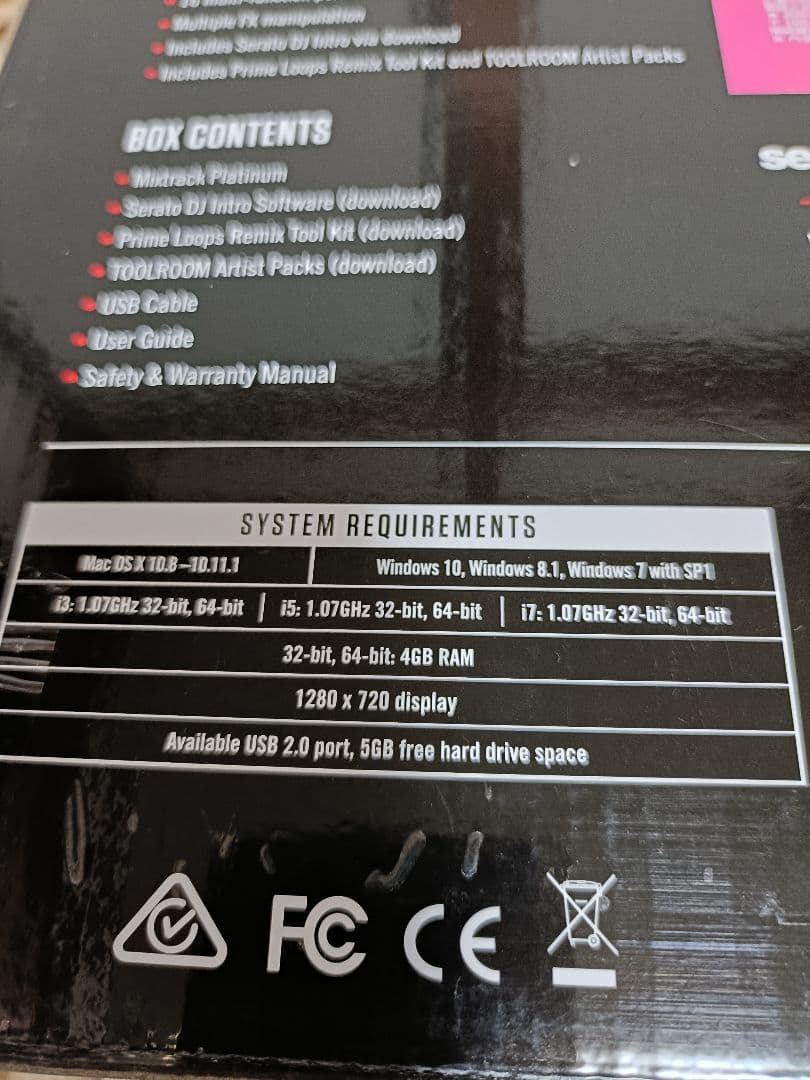 Multiple FX manipulation
Includes Serato DJ Intro via download
Includes Prime Loops Remix Tool Kit and TOOLROOM Artist Packs
se
BOX CONTENTS
Mixtrack Platinum
Serato DJ Intro Software (download)
Prime Loops Remix Tool Kit (download)
TOOLROOM Artist Packs (download)
USB Cable
User Guide
Safety & Warranty Manual
SYSTEM REQUIREMENTS
Mac OS X 10.8–10.11.1 Windows 10, Windows 8.1, Windows 7 with SP1
i3: 1.07GHz 32-bit, 64-bit | i5: 1.07GHz 32-bit, 64-bit | i7: 1.07GHz 32-bit, 64-bit
32-bit, 64-bit: 4GB RAM
1280 x 720 display
Available USB 2.0 port, 5GB free hard drive space
FC CE